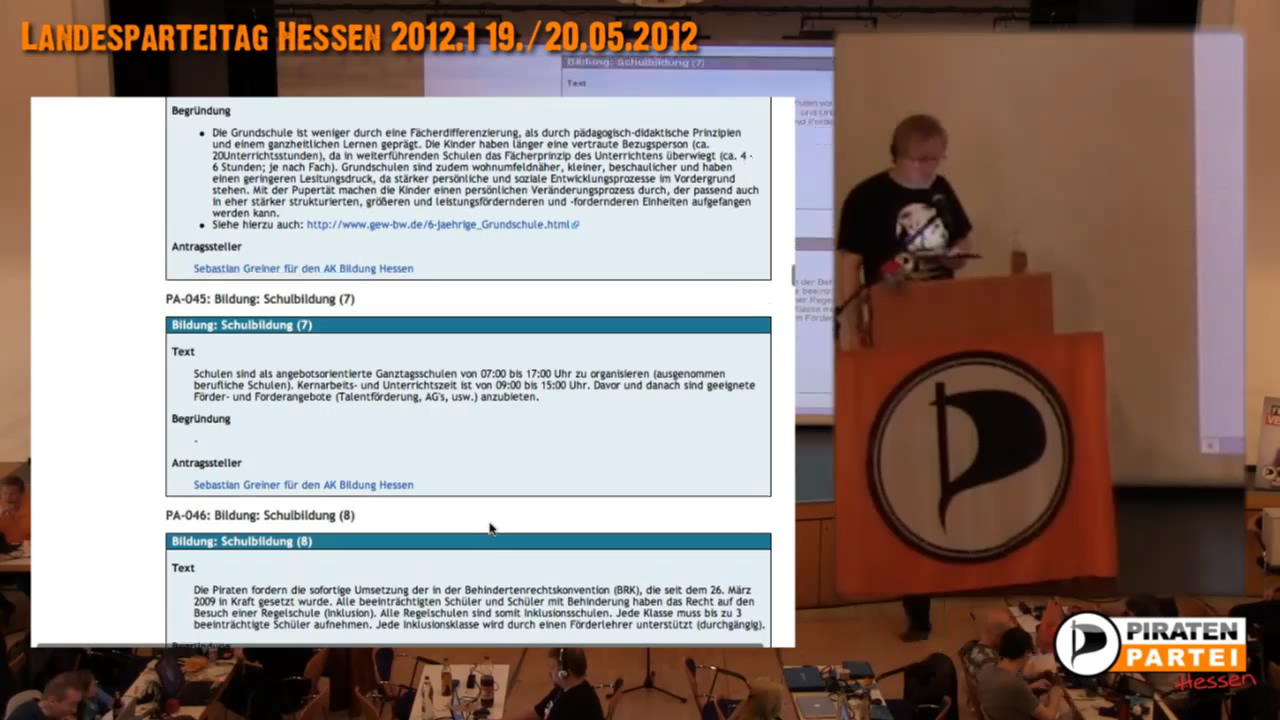 LANDESPARTEITAG HESSEN 2012.1 19./20.05.2012
Bildung: Schulbildung (7)
Text
Begründung
• Die Grundschule ist weniger durch eine Fächerdifferenzierung, als durch pädagogisch-didaktische Prinzipien
und einem ganzheitlichen Lernen geprägt. Die Kinder haben länger eine vertraute Bezugsperson (ca.
20Unterrichtsstunden), da in weiterführenden Schulen das Fächerprinzip des Unterrichtens überwiegt (ca. 4 -
6 Stunden; je nach Fach). Grundschulen sind zudem wohnumfeldnäher, kleiner, beschaulicher und haben
einen geringeren Lesitungsdruck, da stärker persönliche und soziale Entwicklungsprozesse im Vordergrund
stehen. Mit der Pupertät machen die Kinder einen persönlichen Veränderungsprozess durch, der passend auch
in eher stärker strukturierten, größeren und leistungsfördernderen und -fordernderen Einheiten aufgefangen
werden kann.
• Siehe hierzu auch: http://www.gew-bw.de/6-jaehrige_Grundschule.html
Antragssteller
Sebastian Greiner für den AK Bildung Hessen
PA-045: Bildung: Schulbildung (7)
Bildung: Schulbildung (7)
Text
Schulen sind als angebotsorientierte Ganztagsschulen von 07:00 bis 17:00 Uhr zu organisieren (ausgenommen
berufliche Schulen). Kernarbeits- und Unterrichtszeit ist von 09:00 bis 15:00 Uhr. Davor und danach sind geeignete
Förder- und Forderangebote (Talentförderung, AG's, usw.) anzubieten.
Begründung
-
Antragssteller
Sebastian Greiner für den AK Bildung Hessen
PA-046: Bildung: Schulbildung (8)
Bildung: Schulbildung (8)
Text
Die Piraten fordern die sofortige Umsetzung der in der Behindertenrechtskonvention (BRK), die seit dem 26. März
2009 in Kraft gesetzt wurde. Alle beeinträchtigten Schüler und Schüler mit Behinderung haben das Recht auf den
Besuch einer Regelschule (Inklusion). Alle Regelschulen sind somit Inklusionsschulen. Jede Klasse muss bis zu 3
beeinträchtigte Schüler aufnehmen. Jede Inklusionsklasse wird durch einen Förderlehrer unterstützt (durchgängig).
Begründung
PIRATEN
PARTEI
Hessen